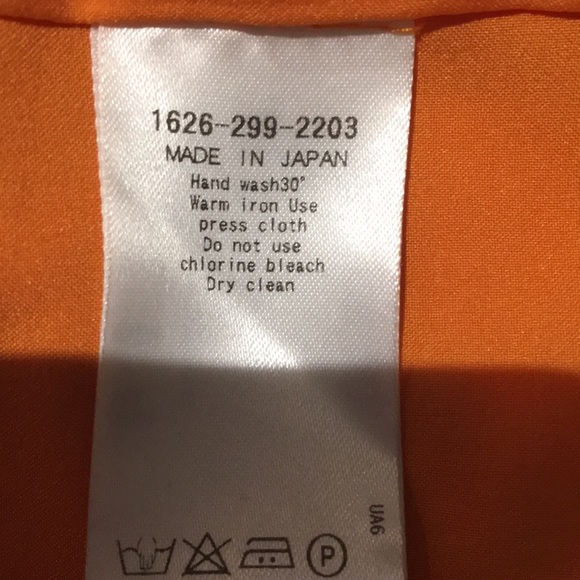 1626-299-2203
MADE IN JAPAN
Hand wash30°
Warm iron Use
press cloth
Do not use
chlorine bleach
Dry clean
UA6
P